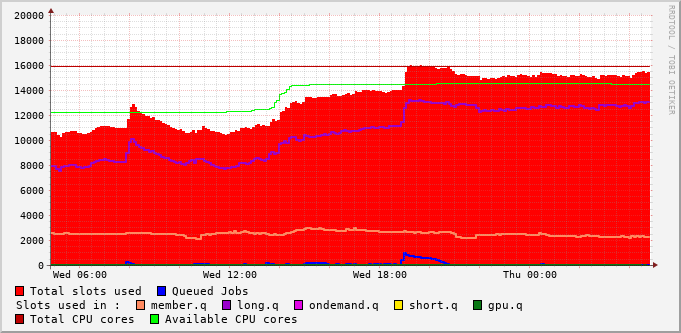 20000
18000
16000
14000
12000
10000
8000
6000
4000
2000
0
Wed 06:00 Wed 12:00 Wed 18:00 Thu 00:00
Total slots used Queued Jobs
Slots used in : member.q long.q ondemand.q short.q gpu.q
Total CPU cores Available CPU cores
RRDTOOL / TOBI OETIKER